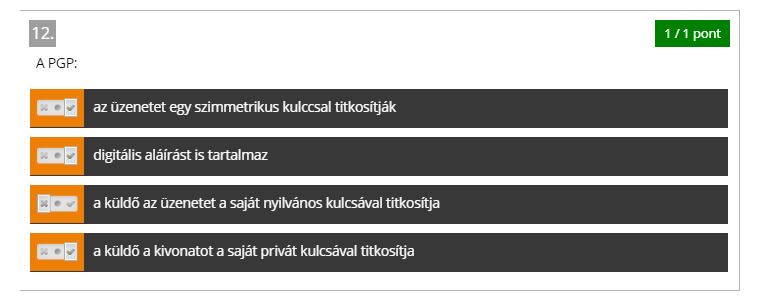 12.
1 / 1 pont
A PGP:
az üzenetet egy szimmetrikus kulccsal titkosítják
digitális aláírást is tartalmaz
a küldő az üzenetet a saját nyilvános kulcsával titkosítja
a küldő a kivonatot a saját privát kulcsával titkosítja